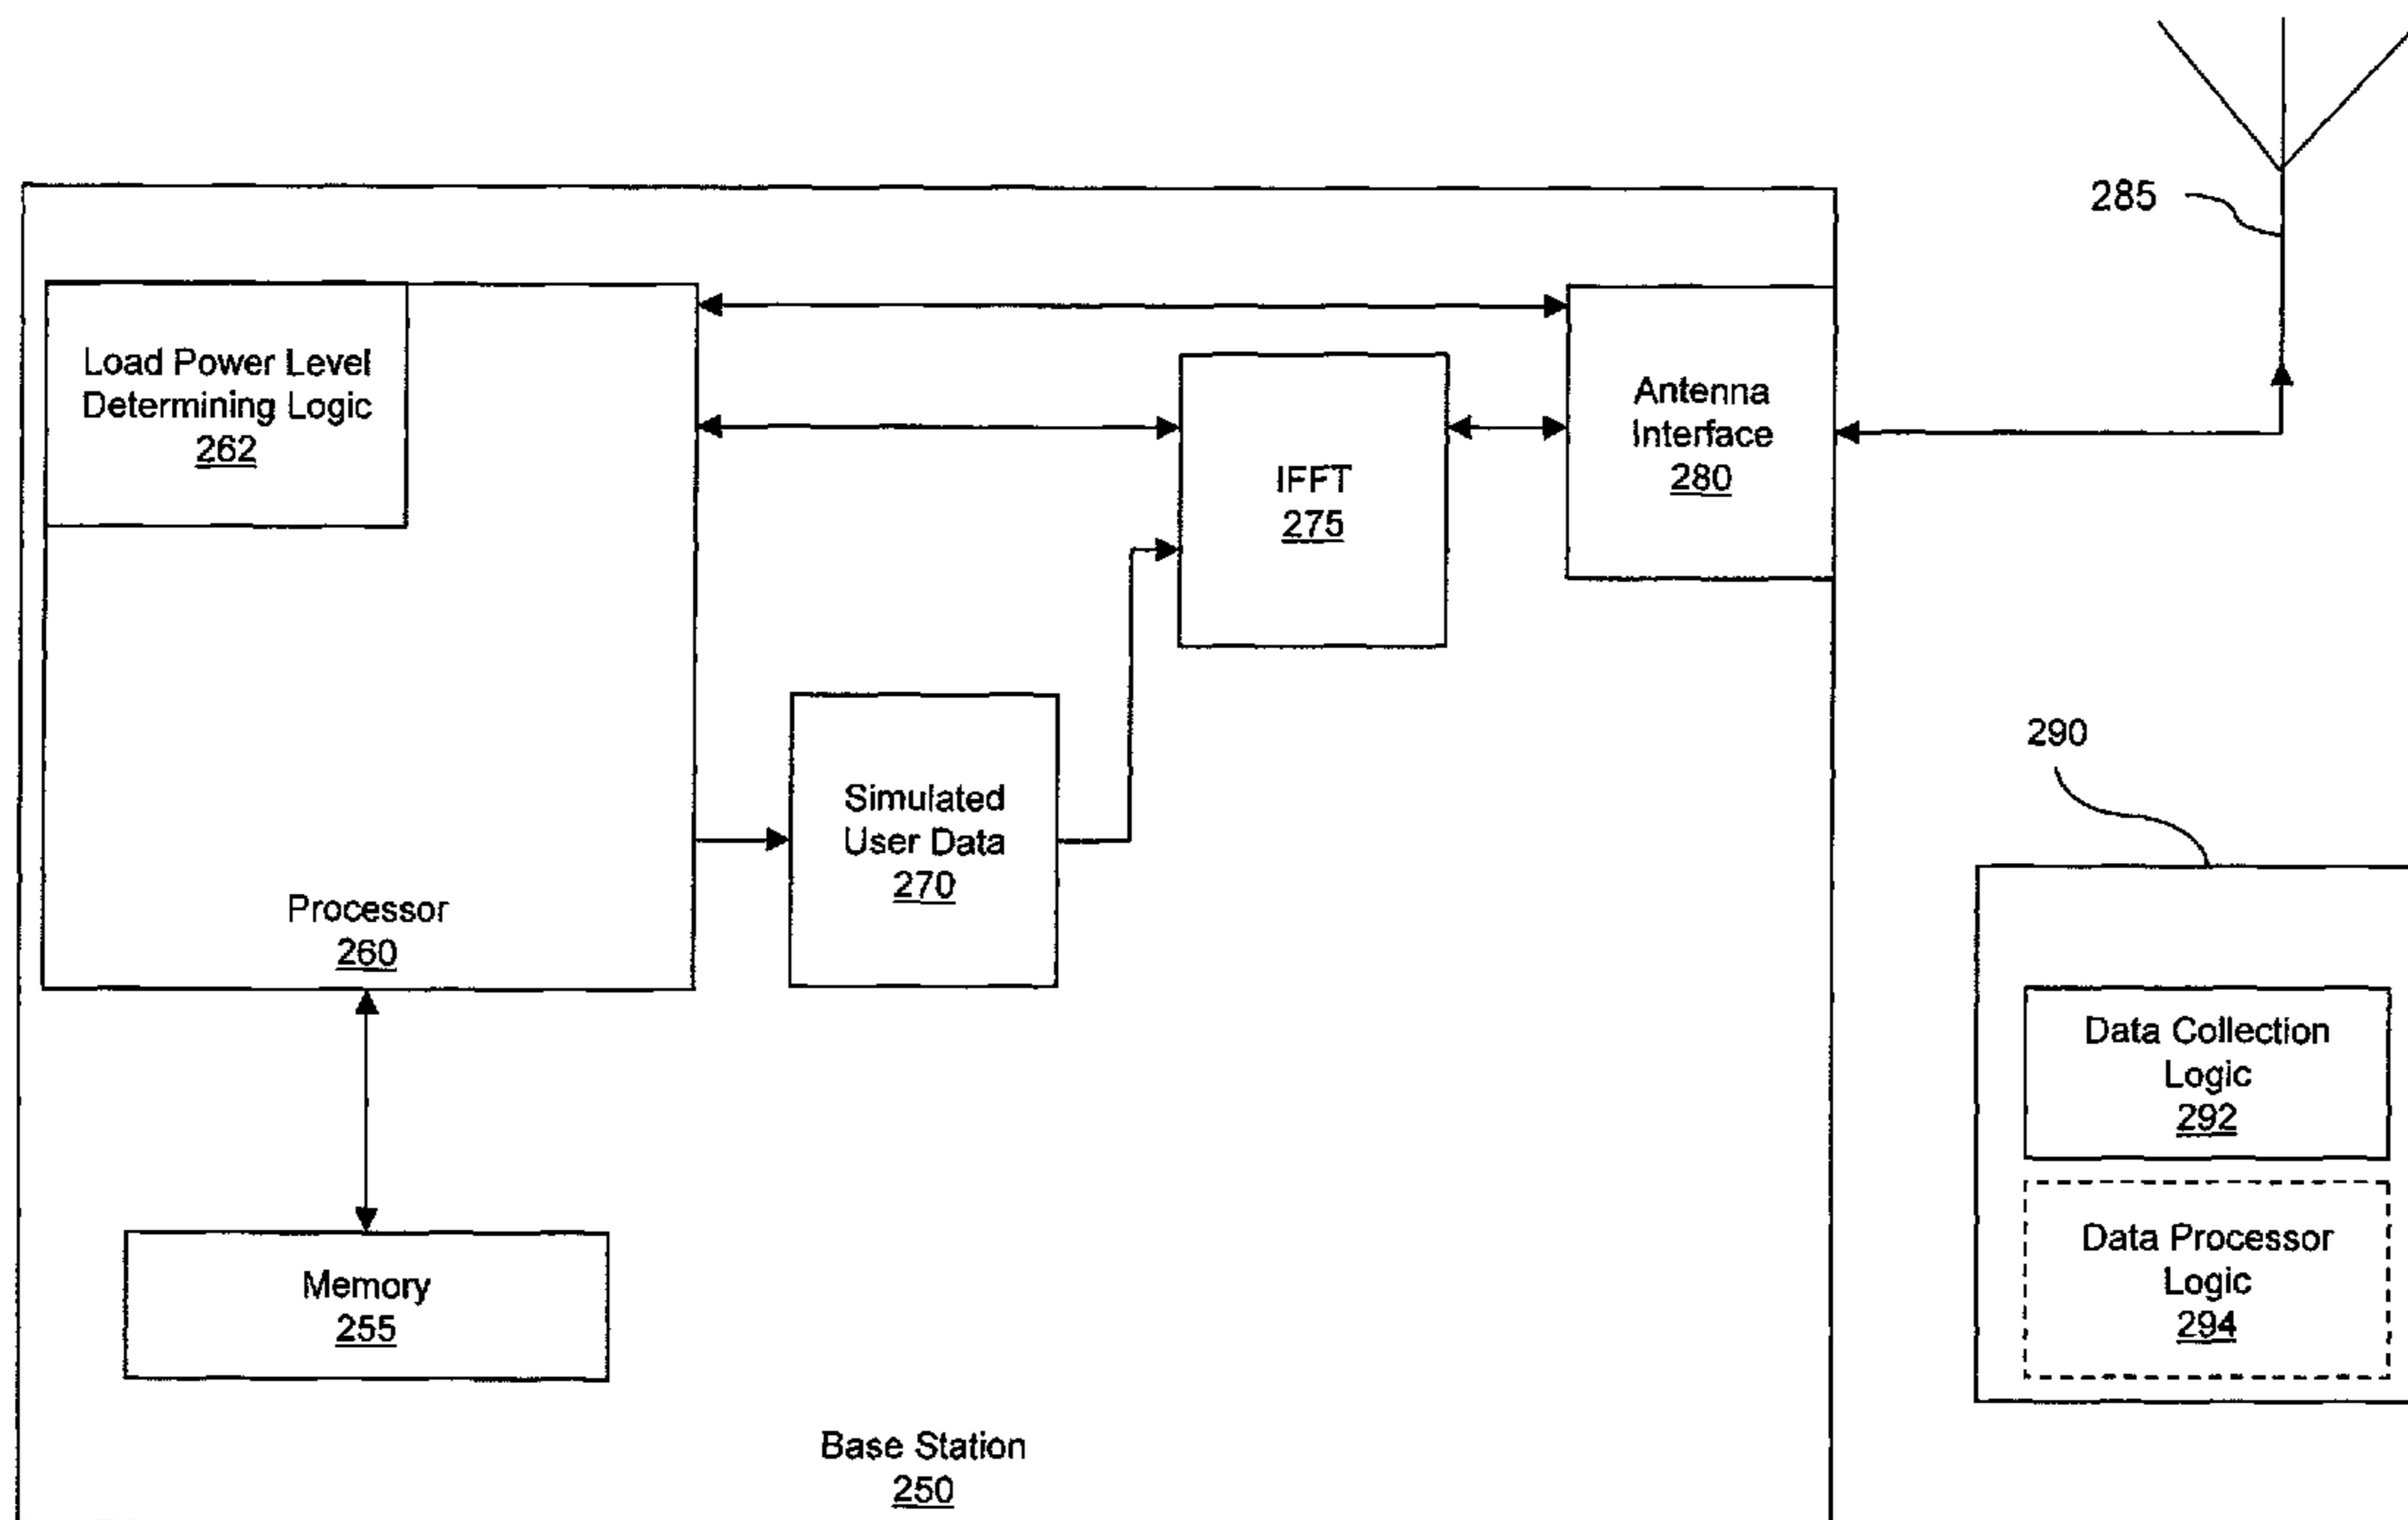 285
Load Power Level
Determining Logic
262
Antenna
Interface
280
IFFT
275
290
Simulated
User Data
270
Processor
260
Data Collection
Logic
292
Data Processor
Logic
294
Memory
255
Base Station
250